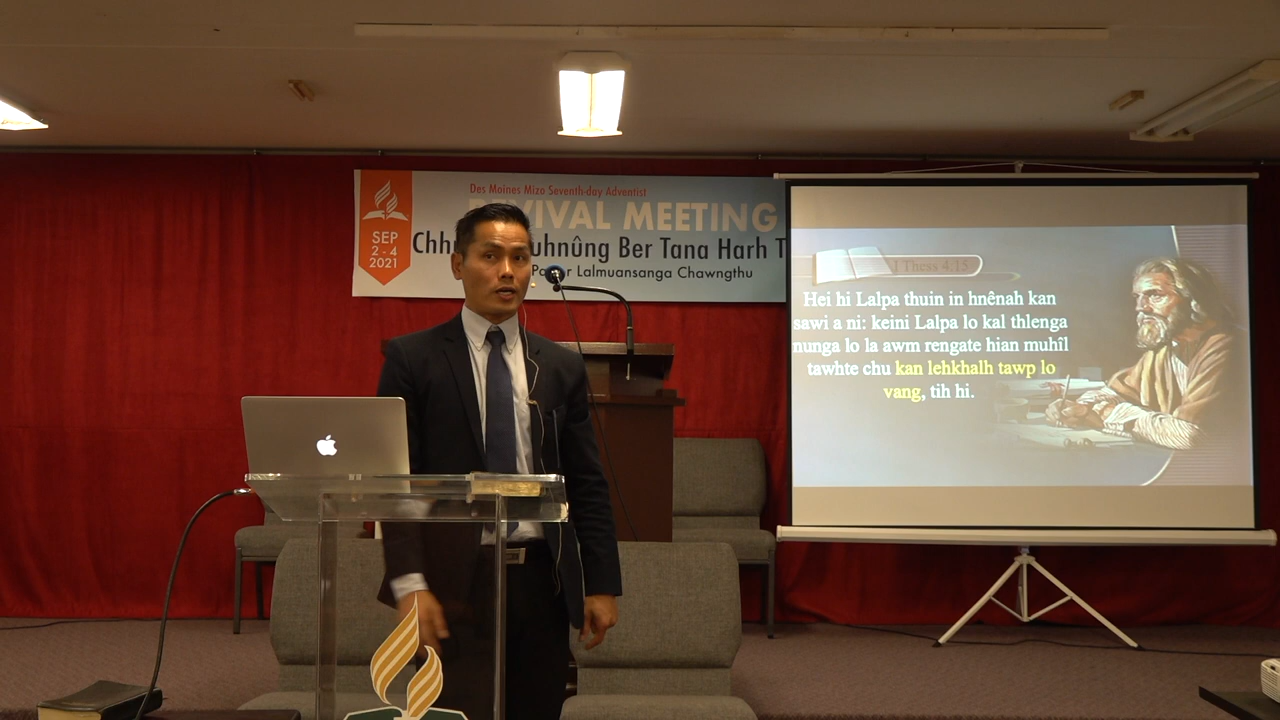 Des Moines Mizo Seventh-day Adventist
REVIVAL MEETING
SEP
2 - 4
2021
Ber Tana Harh
Lalmuansanga Chawngthu
I Thess 4:15
Hei hi Lalpa thuin in hnênah kan
sawi a ni: keini Lalpa lo kal thlenga
nunga lo la awm rengate hian muhîl
tawhte chu kan lehkhalh tawp lo
vang, tih hi.